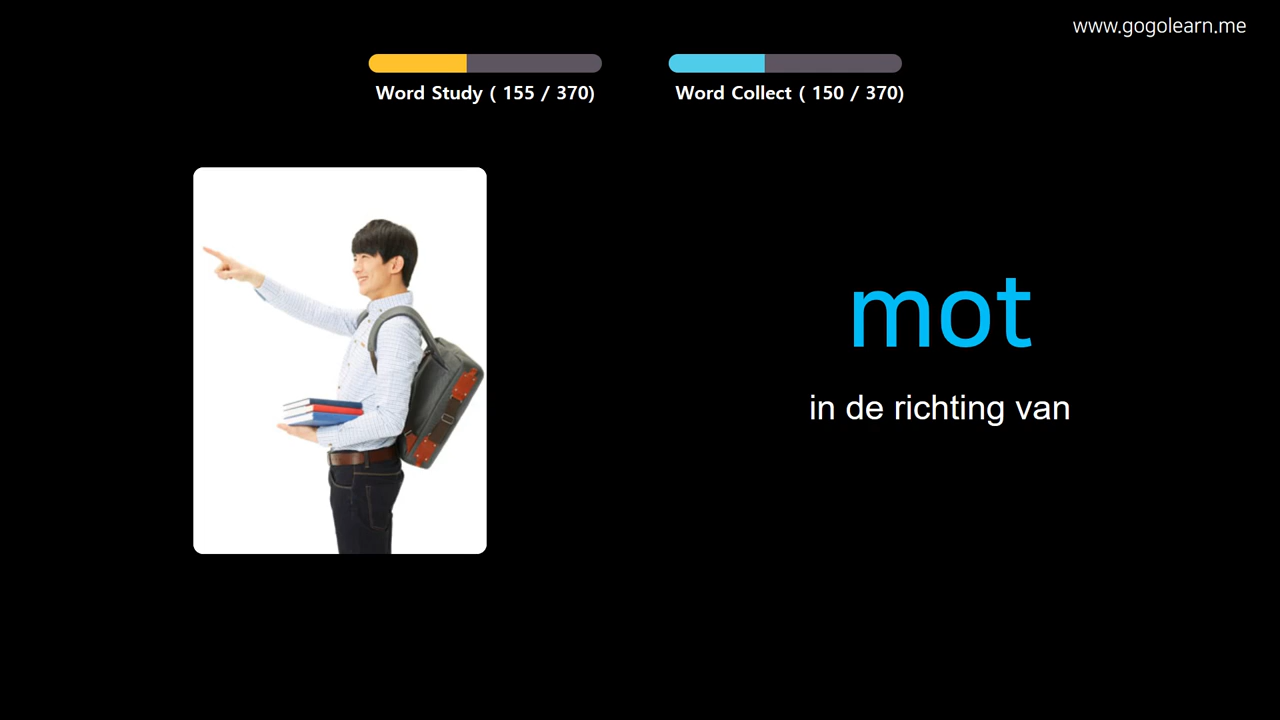 www.gogolearn.me
Word Study ( 155 / 370)
Word Collect ( 150 / 370)
mot
in de richting van